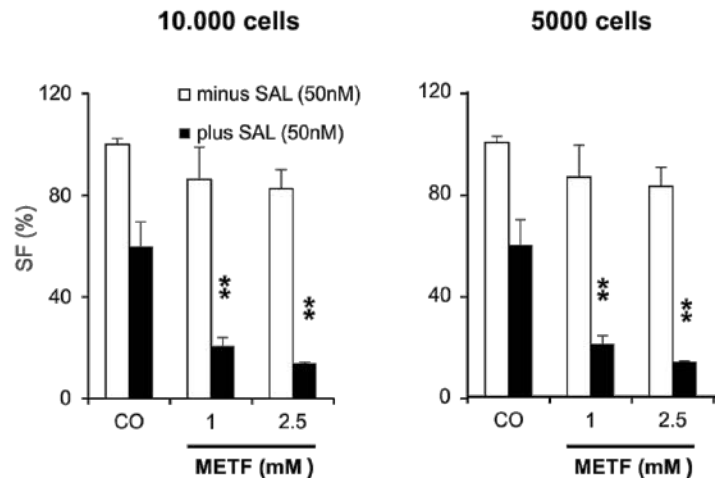 10.000 cells
120
80
40
0
SF (%)
minus SAL (50nM)
plus SAL (50nM)
**
**
CO
1
2.5
METF (mM)
5000 cells
120
80
40
0
**
**
CO
1
2.5
METF (mM)